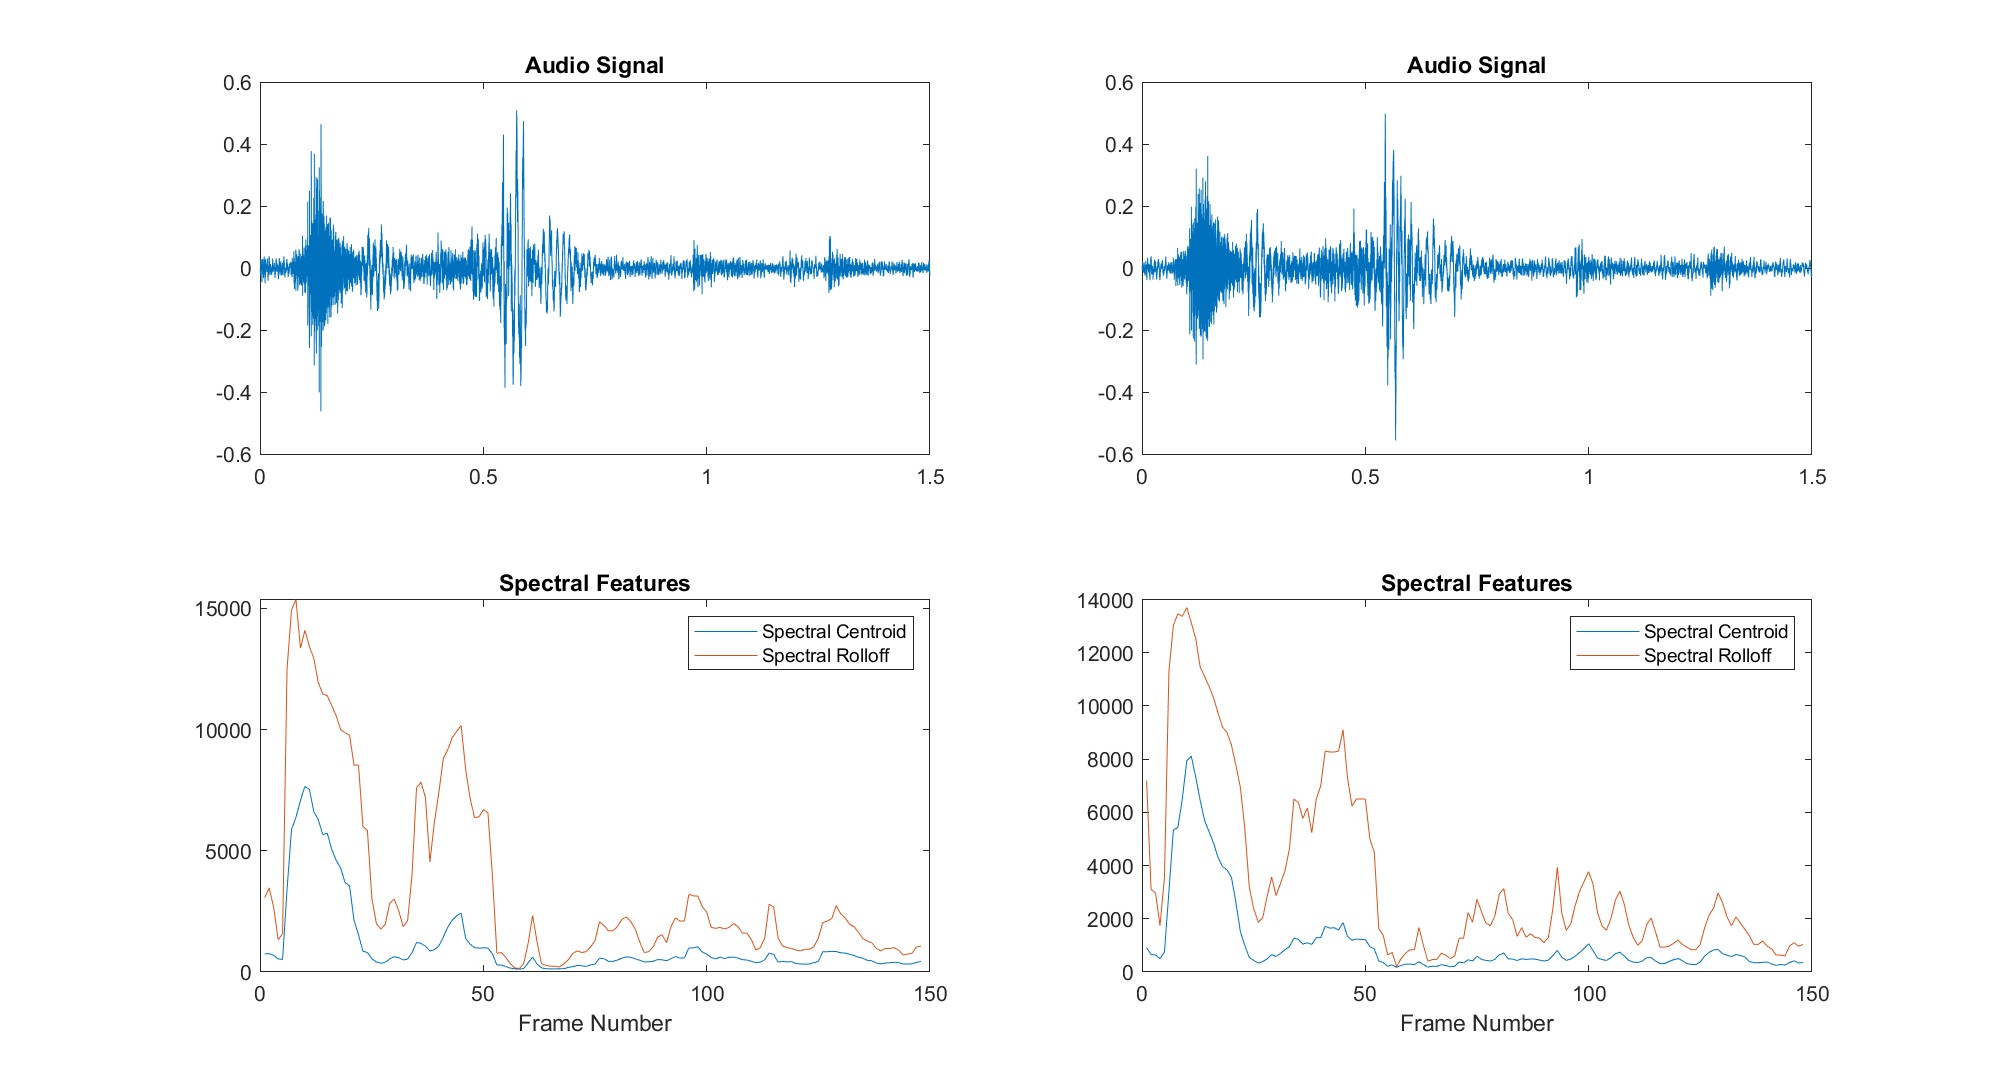 Audio Signal
0.6
0.4
0.2
0
-0.2
-0.4
-0.6
0 0.5 1 1.5
Audio Signal
0.6
0.4
0.2
0
-0.2
-0.4
-0.6
0 0.5 1 1.5
Spectral Features
15000
10000
5000
0
Spectral Centroid
Spectral Rolloff
0 50 100 150
Frame Number
Spectral Features
14000
12000
10000
8000
6000
4000
2000
0
Spectral Centroid
Spectral Rolloff
0 50 100 150
Frame Number